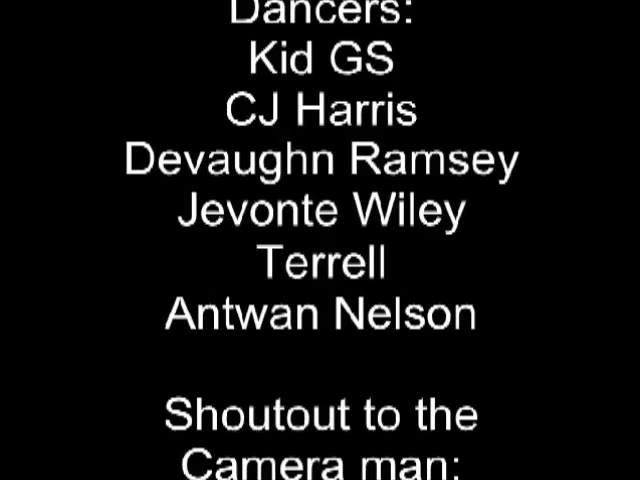 Dancers:
Kid GS
CJ Harris
Devaughn Ramsey
Jevonte Wiley
Terrell
Antwan Nelson
Shoutout to the
Camera man: